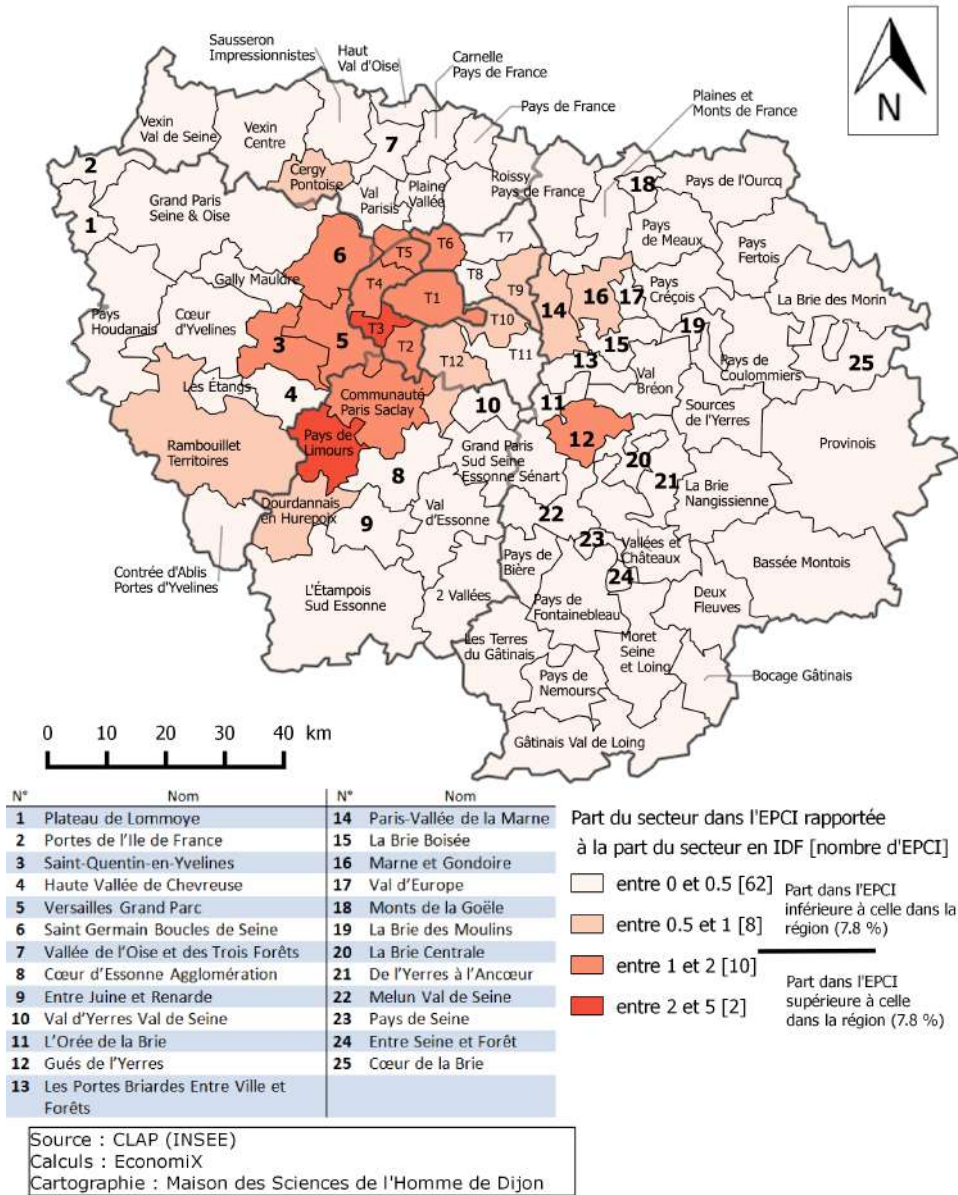 Sausseron
Impressionnistes
Haut
Val d'Oise
Carnelle
Pays de France
Pays de France
Plaines et
Monts de France
N
Vexin
Val de Seine
Vexin
Centre
7
2
Cergy
Pontoise
Val
Parisis
Plaine
Vallée
Roissy
Pays de France
18
Pays de l'Ourcq
1
Grand Paris
Seine & Oise
Pays
de Meaux
Pays
Fertois
6
T5
T6
T7
T8
T4
T1
T9
14
16
17
Pays
Créçois
La Brie des Morin
Gally Mauldre
Pays
Houdanais
Cœur
d'Yvelines
3
5
T3
T2
T10
T11
T12
13
15
19
Pays de
Coulommiers
25
Les Étangs
4
Communauté
Paris Saclay
10
11
Val
Bréon
12
Sources
de l'Yerres
Provinois
Rambouillet
Territoires
Pays de
Limours
8
Grand Paris
Sud Seine
Essonne Sénart
20
21
La Brie
Nangissienne
Dourdannais
en Hurepoix
9
Val
d'Essonne
22
23
Vallées et
Châteaux
24
Bassée Montois
Contrée d'Ablis
Portes d'Yvelines
L'Étampois
Sud Essonne
2 Vallées
Pays de
Bière
Pays de
Fontainebleau
Deux
Fleuves
Les Terres
du Gâtinais
Moret
Seine
et Loing
Pays de
Nemours
Bocage Gâtinais
Gâtinais Val de Loing
0 10 20 30 40 km
N° Nom N° Nom
1 Plateau de Lommoye 14 Paris-Vallée de la Marne
2 Portes de l'Ile de France 15 La Brie Boisée
3 Saint-Quentin-en-Yvelines 16 Marne et Gondoire
4 Haute Vallée de Chevreuse 17 Val d'Europe
5 Versailles Grand Parc 18 Monts de la Goële
6 Saint Germain Boucles de Seine 19 La Brie des Moulins
7 Vallée de l'Oise et des Trois Forêts 20 La Brie Centrale
8 Cœur d'Essonne Agglomération 21 De l'Yerres à l'Ancœur
9 Entre Juine et Renarde 22 Melun Val de Seine
10 Val d'Yerres Val de Seine 23 Pays de Seine
11 L'Orée de la Brie 24 Entre Seine et Forêt
12 Gués de l'Yerres 25 Cœur de la Brie
13 Les Portes Briardes Entre Ville et
Forêts
Part du secteur dans l'EPCI rapportée
à la part du secteur en IDF [nombre d'EPCI]
entre 0 et 0.5 [62]
entre 0.5 et 1 [8]
entre 1 et 2 [10]
entre 2 et 5 [2]
Part dans l'EPCI
inférieure à celle dans la
région (7.8 %)
Part dans l'EPCI
supérieure à celle
dans la région (7.8 %)
Source : CLAP (INSEE)
Calculs : EconomiX
Cartographie : Maison des Sciences de l'Homme de Dijon